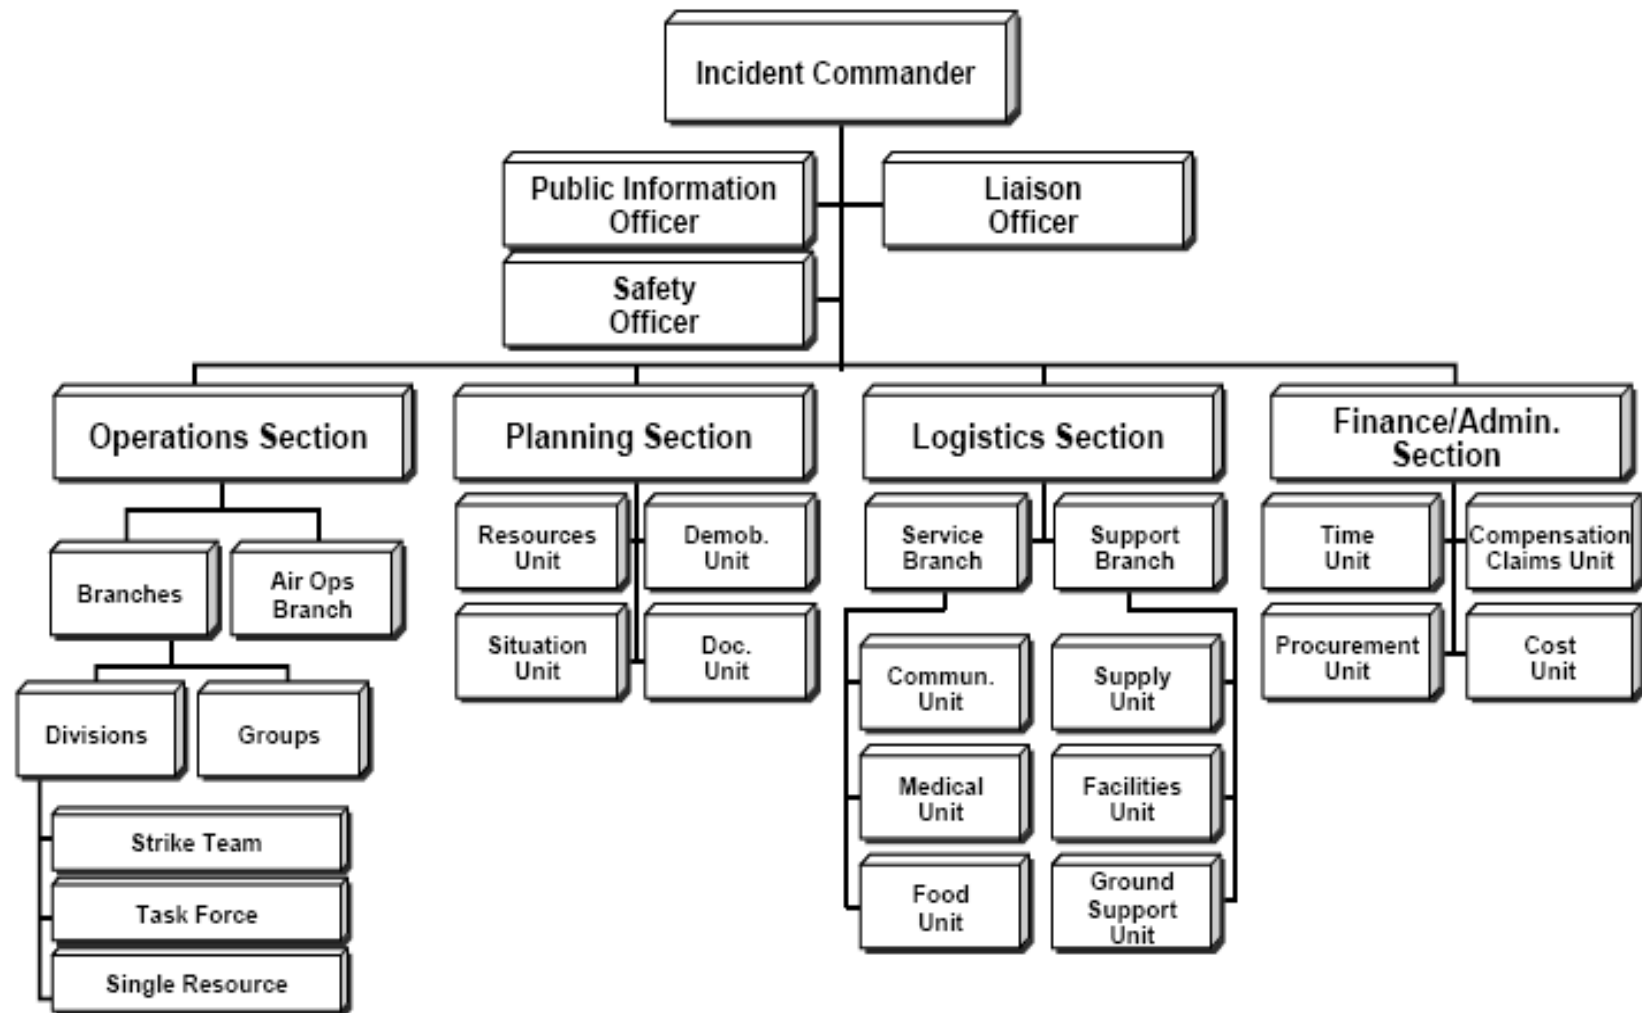 Incident Commander
Public Information
Officer
Liaison
Officer
Safety
Officer
Operations Section
Planning Section
Logistics Section
Finance/Admin.
Section
Branches
Air Ops
Branch
Divisions
Groups
Strike Team
Task Force
Single Resource
Resources
Unit
Demob.
Unit
Situation
Unit
Doc.
Unit
Service
Branch
Support
Branch
Commun.
Unit
Supply
Unit
Medical
Unit
Facilities
Unit
Food
Unit
Ground
Support
Unit
Time
Unit
Compensation
Claims Unit
Procurement
Unit
Cost
Unit